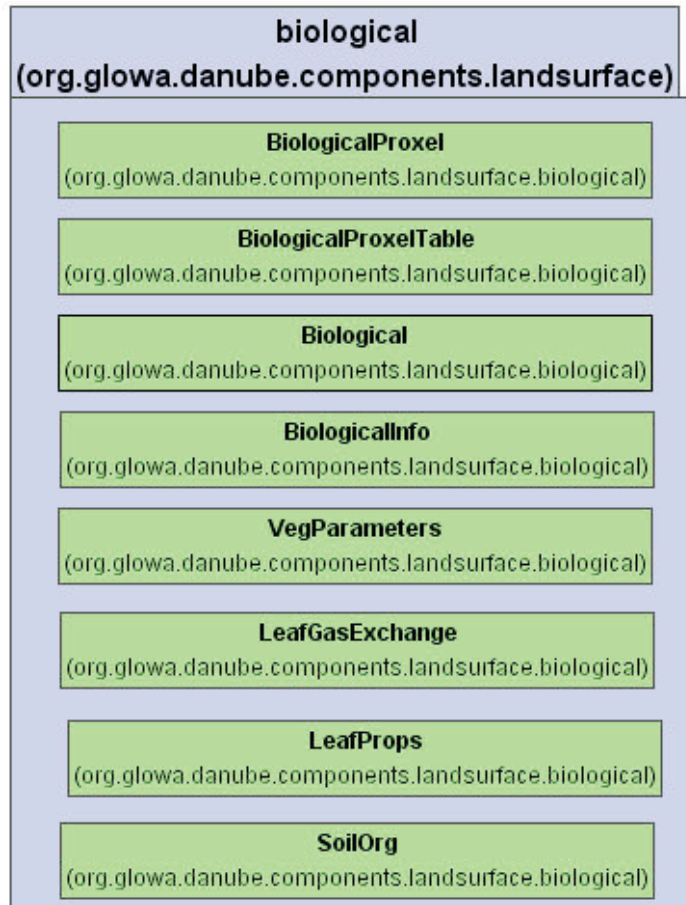 biological
(org.glowa.danube.components.landsurface)
BiologicalProxel
(org.glowa.danube.components.landsurface.biological)
BiologicalProxelTable
(org.glowa.danube.components.landsurface.biological)
Biological
(org.glowa.danube.components.landsurface.biological)
BiologicalInfo
(org.glowa.danube.components.landsurface.biological)
VegParameters
(org.glowa.danube.components.landsurface.biological)
LeafGasExchange
(org.glowa.danube.components.landsurface.biological)
LeafProps
(org.glowa.danube.components.landsurface.biological)
SoilOrg
(org.glowa.danube.components.landsurface.biological)